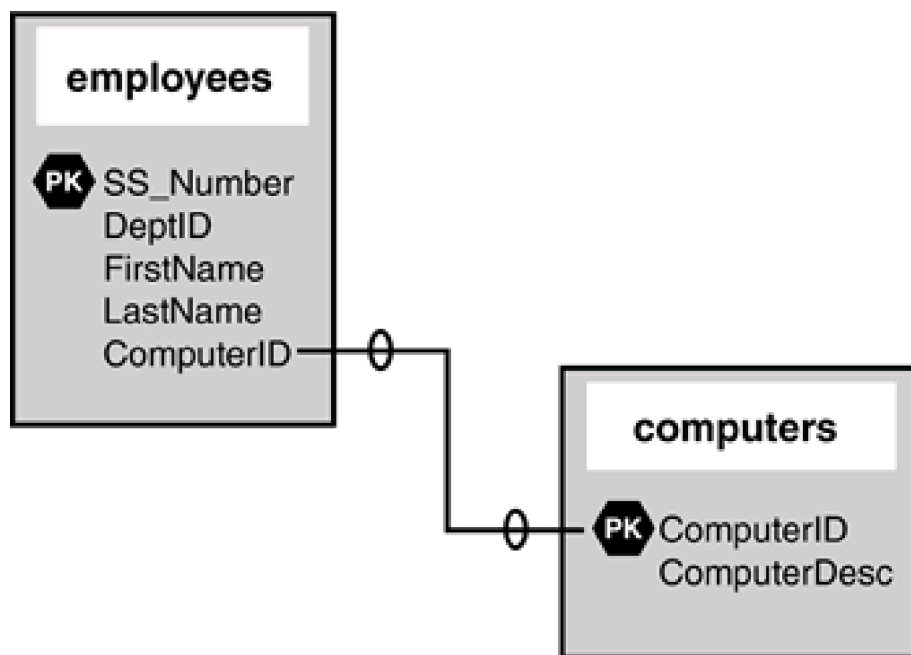 employees
PK SS_Number
DeptID
FirstName
LastName
ComputerID
computers
PK ComputerID
ComputerDesc